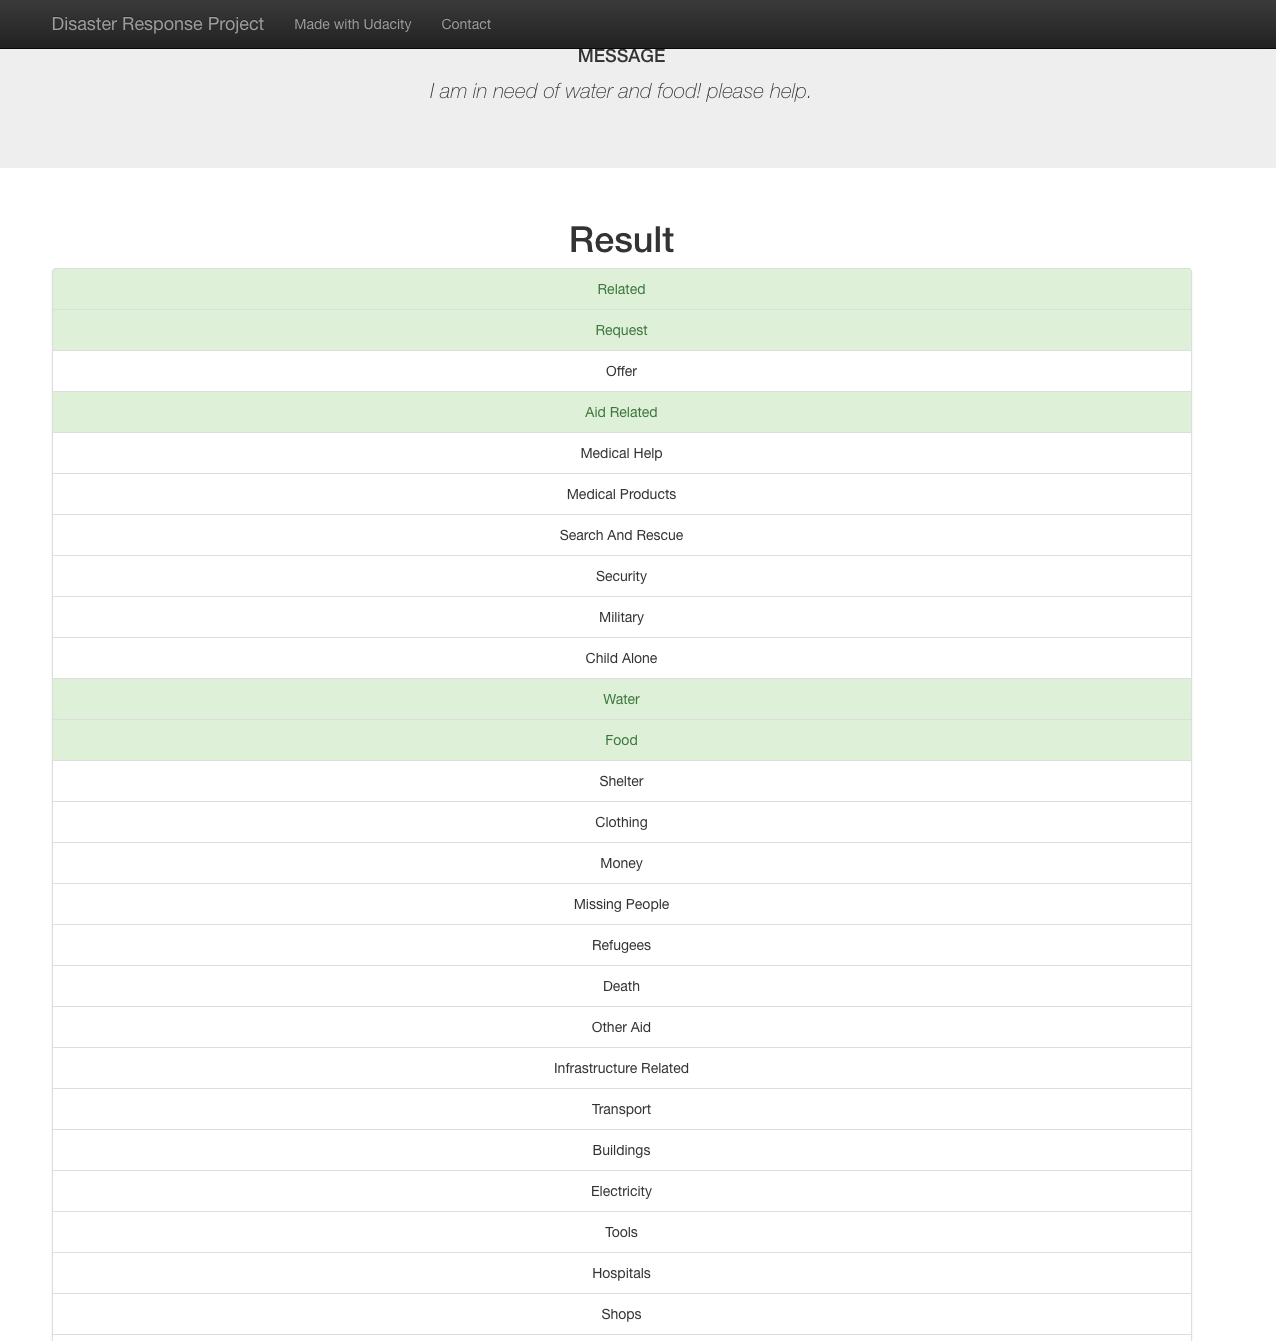 Disaster Response Project Made with Udacity Contact
MESSAGE
I am in need of water and food! please help.
Result
Related
Request
Offer
Aid Related
Medical Help
Medical Products
Search And Rescue
Security
Military
Child Alone
Water
Food
Shelter
Clothing
Money
Missing People
Refugees
Death
Other Aid
Infrastructure Related
Transport
Buildings
Electricity
Tools
Hospitals
Shops